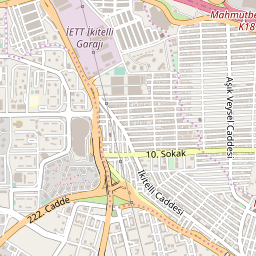 İETT İkitelli
Garajı
Mahmutbe
K18
Aşık Veysel Caddesi
10. Sokak
İkitelli Caddesi
222. Cadde